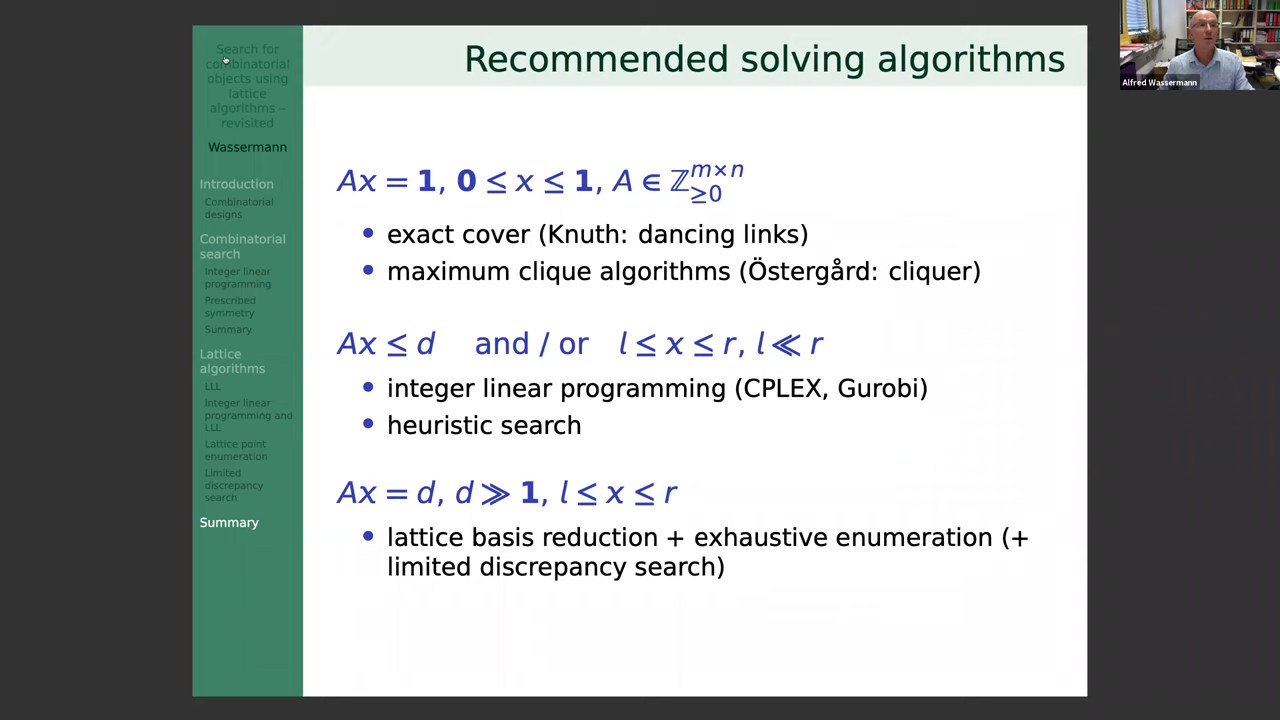 Search for
combinatorial
objects using
lattice
algorithms –
revisited
Wassermann
Introduction
Combinatorial
designs
Combinatorial
search
Integer linear
programming
Prescribed
symmetry
Summary
Lattice
algorithms
LLL
Integer linear
programming and
LLL
Lattice point
enumeration
Limited
discrepancy
search
Summary
Recommended solving algorithms
Ax = 1, 0 ≤ x ≤ 1, A ∈ ℤ^{m×n}_{≥0}
• exact cover (Knuth: dancing links)
• maximum clique algorithms (Östergård: cliquer)
Ax ≤ d and / or l ≤ x ≤ r, l ≪ r
• integer linear programming (CPLEX, Gurobi)
• heuristic search
Ax = d, d ≫ 1, l ≤ x ≤ r
• lattice basis reduction + exhaustive enumeration (+
limited discrepancy search)
Alfred Wassermann